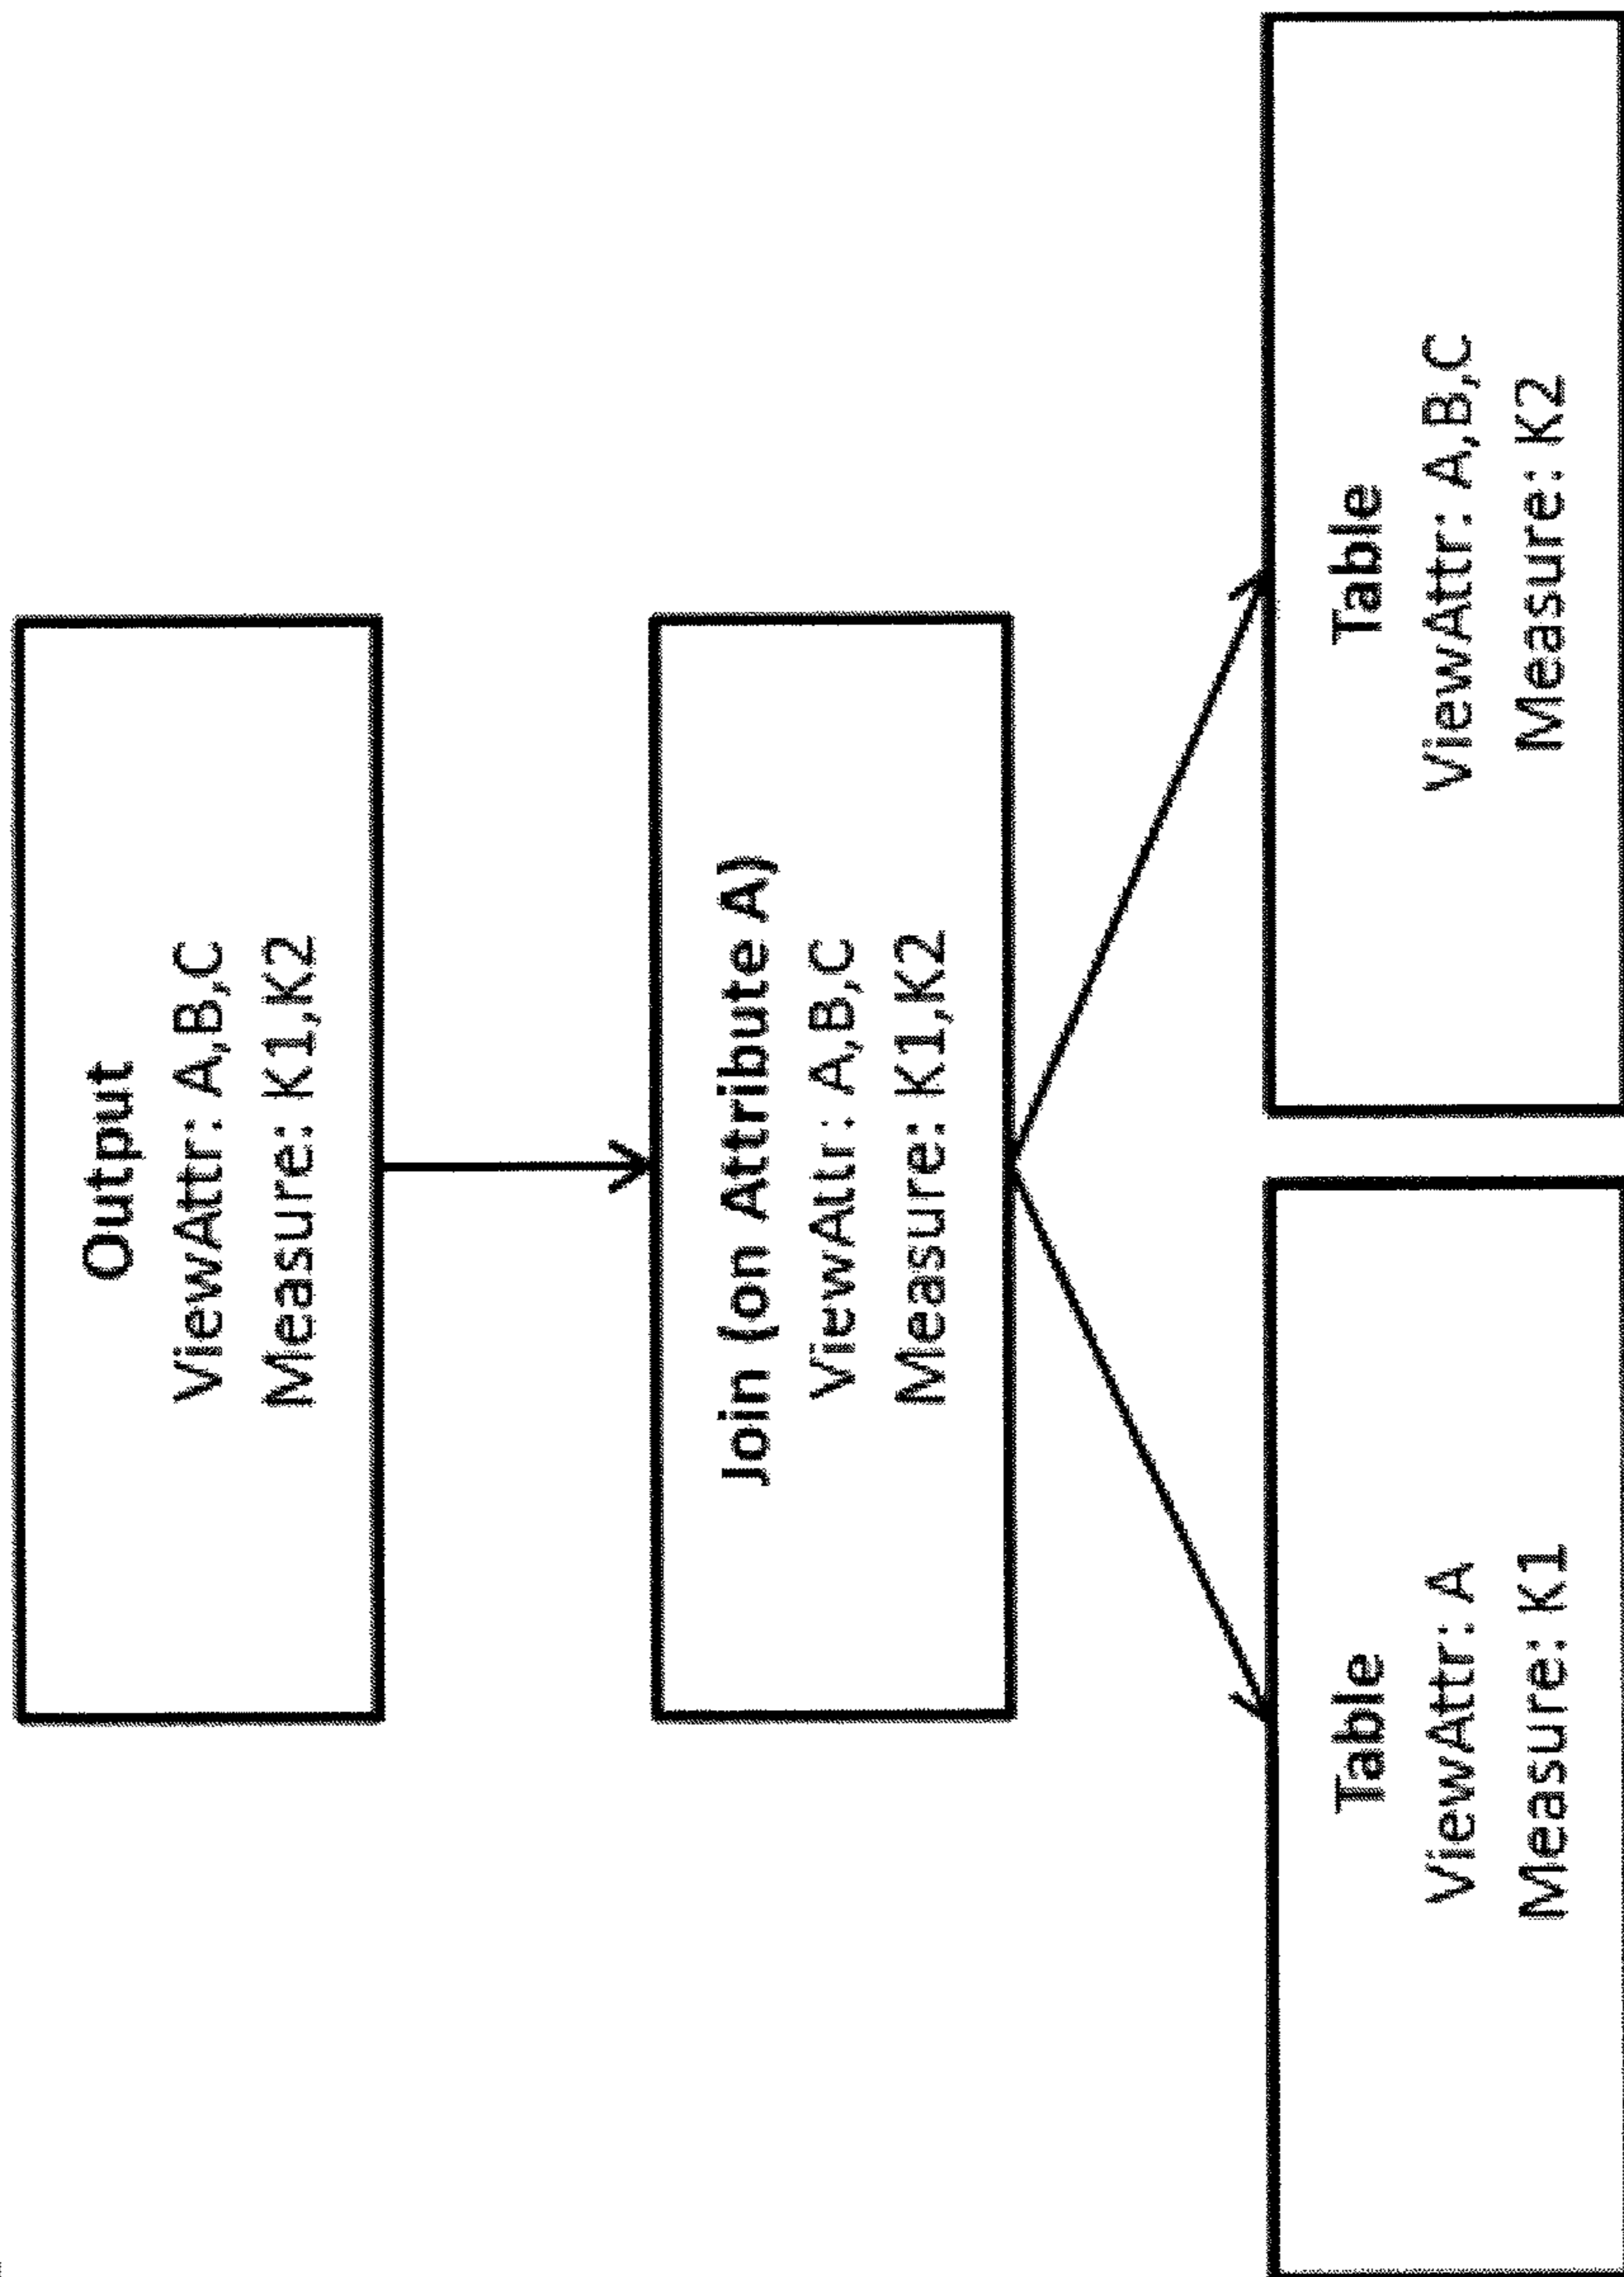 Output
ViewAttr: A,B,C
Measure: K1,K2
Join (on Attribute A)
ViewAttr: A,B,C
Measure: K1,K2
Table
ViewAttr: A
Measure: K1
Table
ViewAttr: A,B,C
Measure: K2